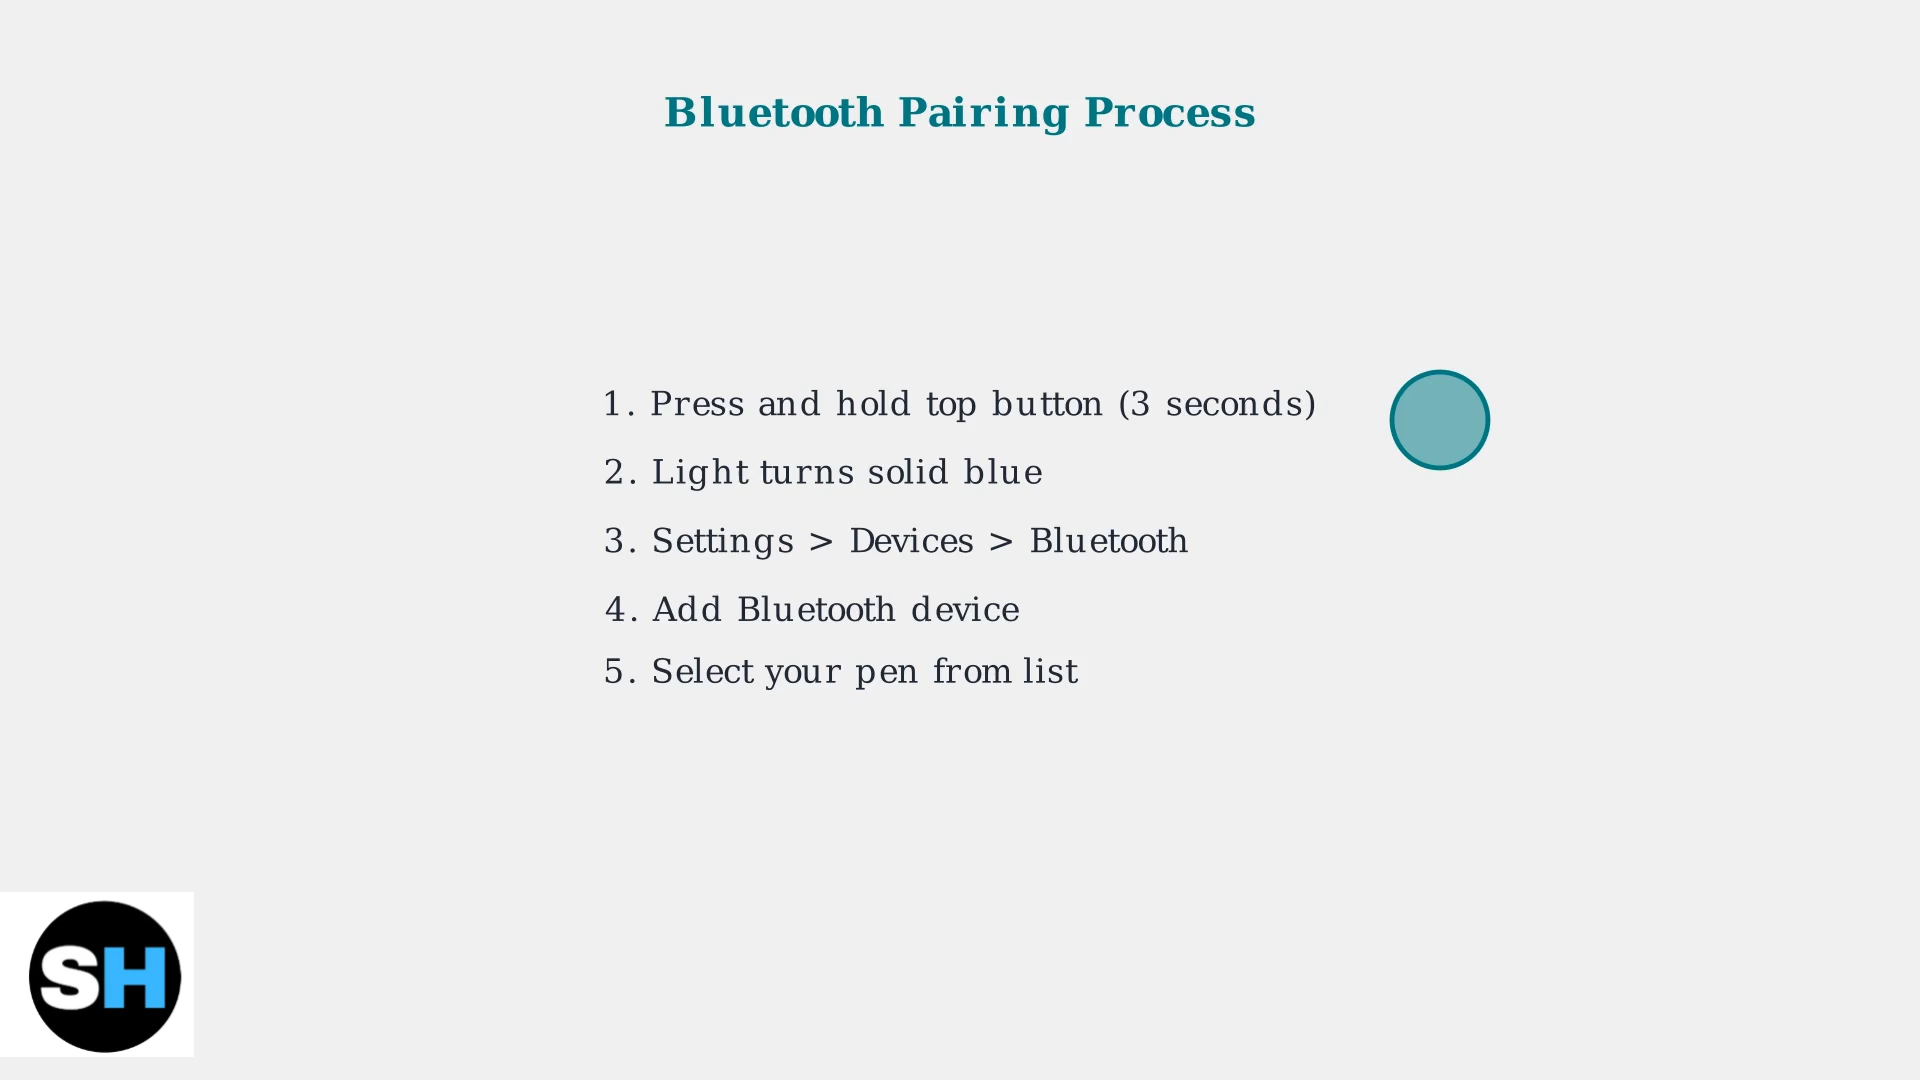 Bluetooth Pairing Process
1. Press and hold top button (3 seconds)
2. Light turns solid blue
3. Settings > Devices > Bluetooth
4. Add Bluetooth device
5. Select your pen from list
SH